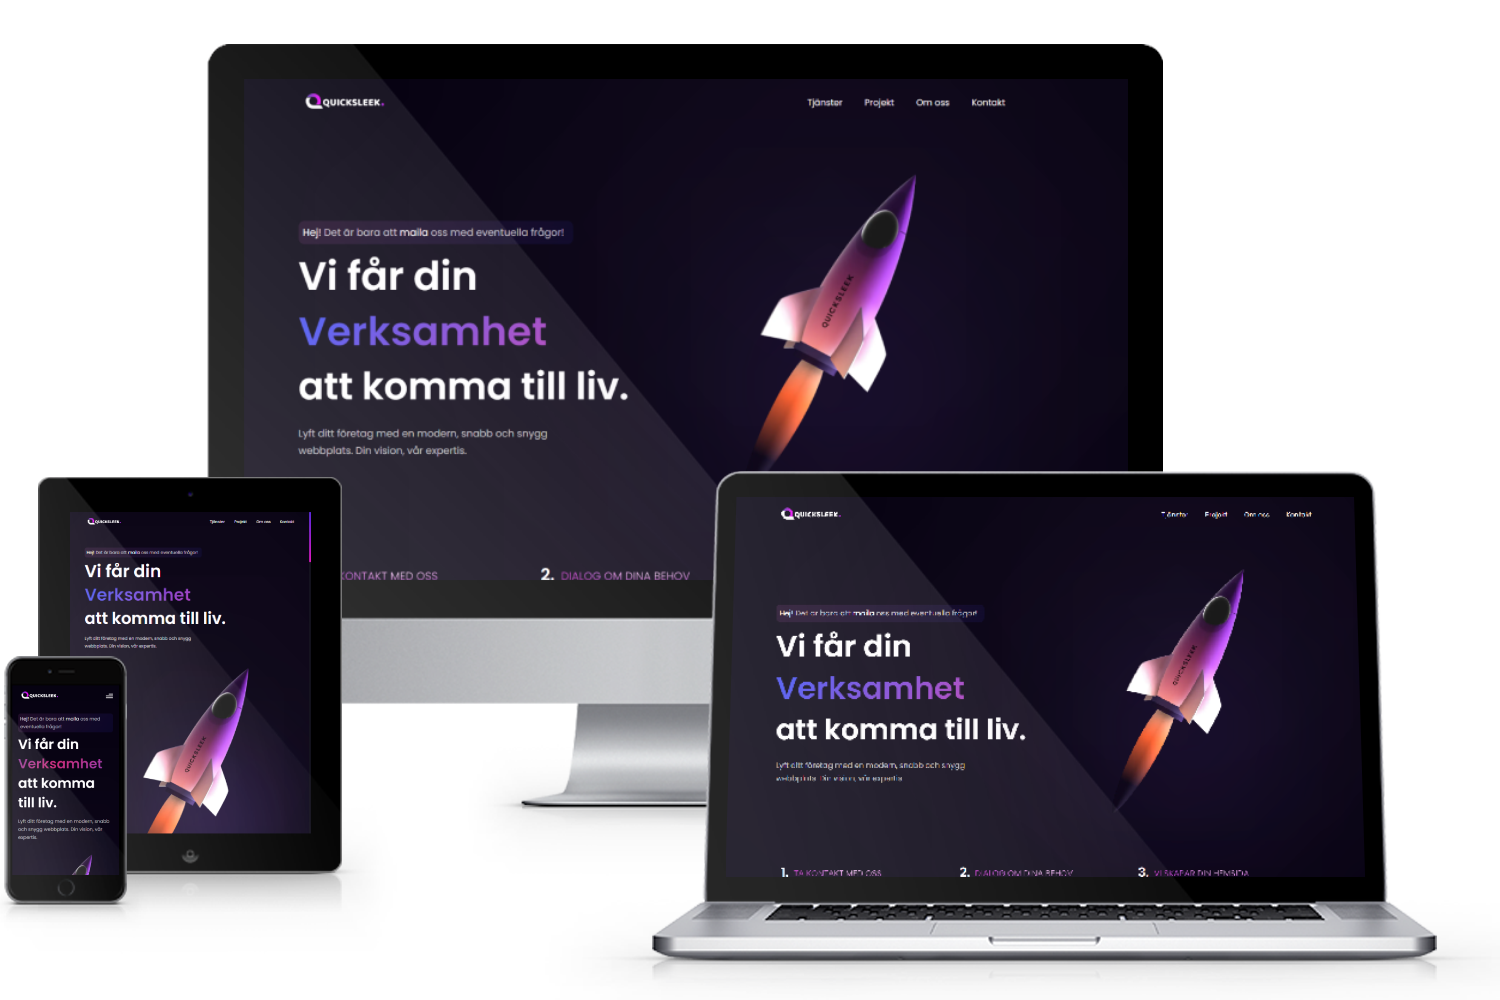 QUICKSLEEK.
Tjänster Projekt Om oss Kontakt
Hej! Det är bara att maila oss med eventuella frågor!
Vi får din
Verksamhet
att komma till liv.
Lyft ditt företag med en modern, snabb och snygg
webbplats. Din vision, vår expertis.
QUICKSLEEK
KONTAKT MED OSS
2. DIALOG OM DINA BEHOV
QUICKSLEEK.
Tjänster Projekt Om oss Kontakt
Hej! Det är bara att maila oss med eventuella frågor!
Vi får din
Verksamhet
att komma till liv.
Lyft ditt företag med en modern, snabb och snygg
webbplats. Din vision, vår expertis.
QUICKSLEEK
QUICKSLEEK.
Hej! Det är bara att maila oss med
eventuella frågor!
Vi får din
Verksamhet
att komma
till liv.
Lyft ditt företag med en modern, snabb
och snygg webbplats. Din vision, vår
expertis.
QUICKSLEEK.
Tjänster Projekt Om oss Kontakt
Hej! Det är bara att maila oss med eventuella frågor!
Vi får din
Verksamhet
att komma till liv.
Lyft ditt företag med en modern, snabb och snygg
webbplats. Din vision, vår expertis.
QUICKSLEEK
1. TA KONTAKT MED OSS
2. DIALOG OM DINA BEHOV
3. VI SKAPAR DIN HEMSIDA